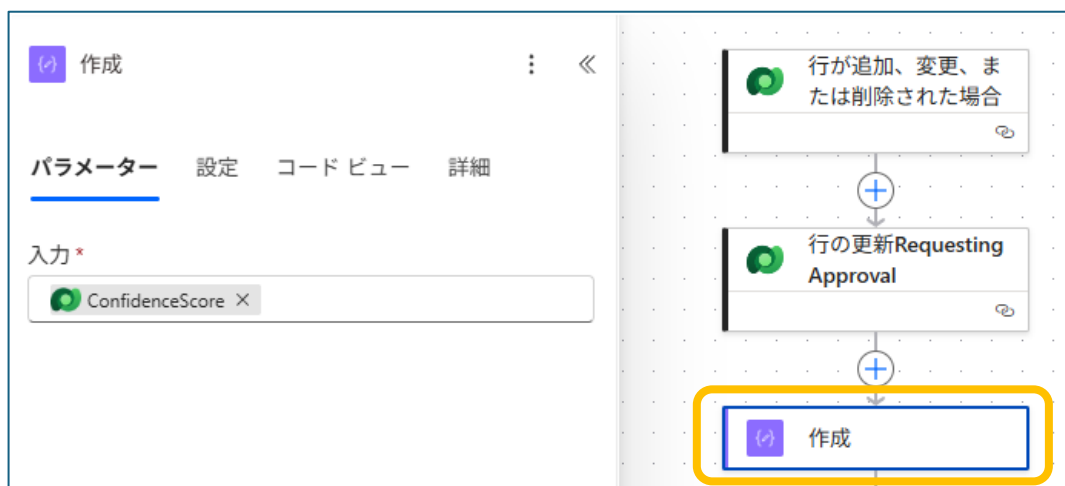 作成
パラメーター 設定 コード ビュー 詳細
入力*
ConfidenceScore
行が追加、変更、ま
たは削除された場合
行の更新Requesting
Approval
作成